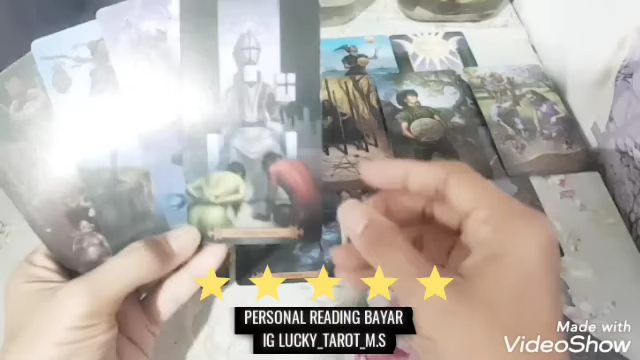 PERSONAL READING BAYAR
IG LUCKY_TAROT_M.S
Made with
VideoShow